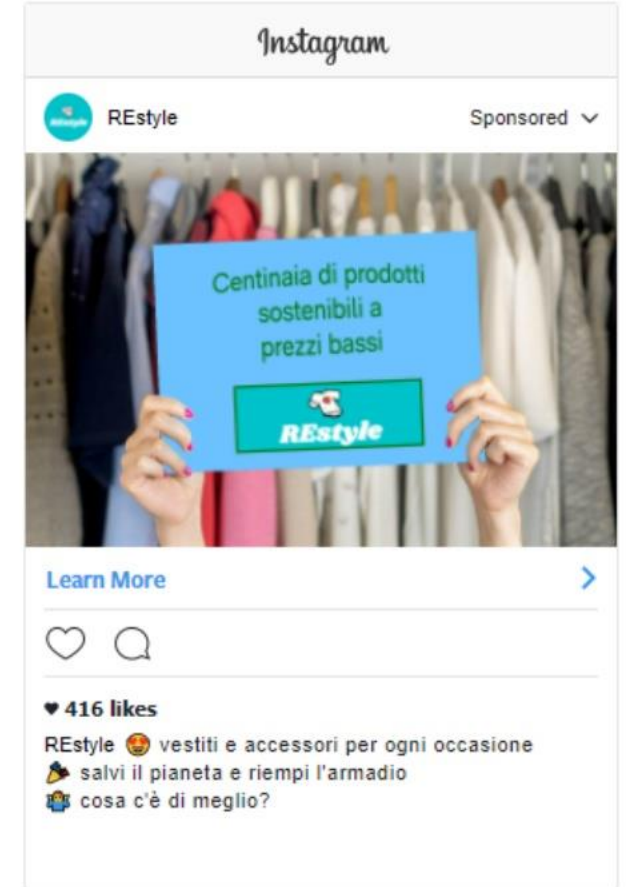 Instagram
REstyle
Sponsored
Centinaia di prodotti
sostenibili a
prezzi bassi
REstyle
Learn More
416 likes
REstyle 🤩 vestiti e accessori per ogni occasione
🎉 salvi il pianeta e riempi l'armadio
🤷 cosa c'è di meglio?